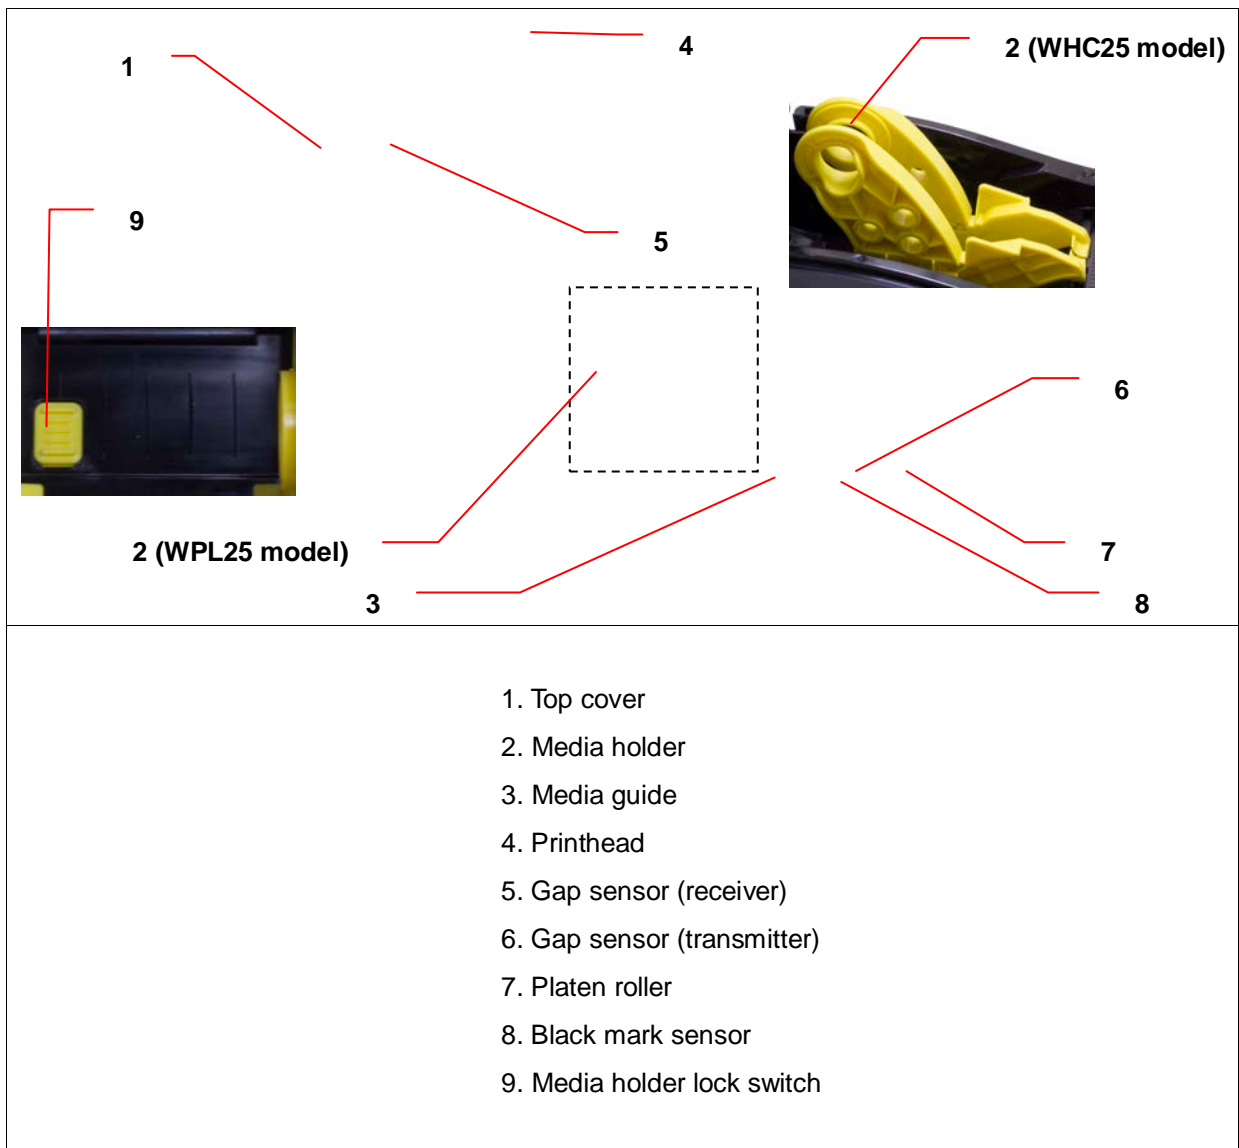 4
2 (WHC25 model)
1
9
5
6
2 (WPL25 model)
7
3
8
1. Top cover
2. Media holder
3. Media guide
4. Printhead
5. Gap sensor (receiver)
6. Gap sensor (transmitter)
7. Platen roller
8. Black mark sensor
9. Media holder lock switch